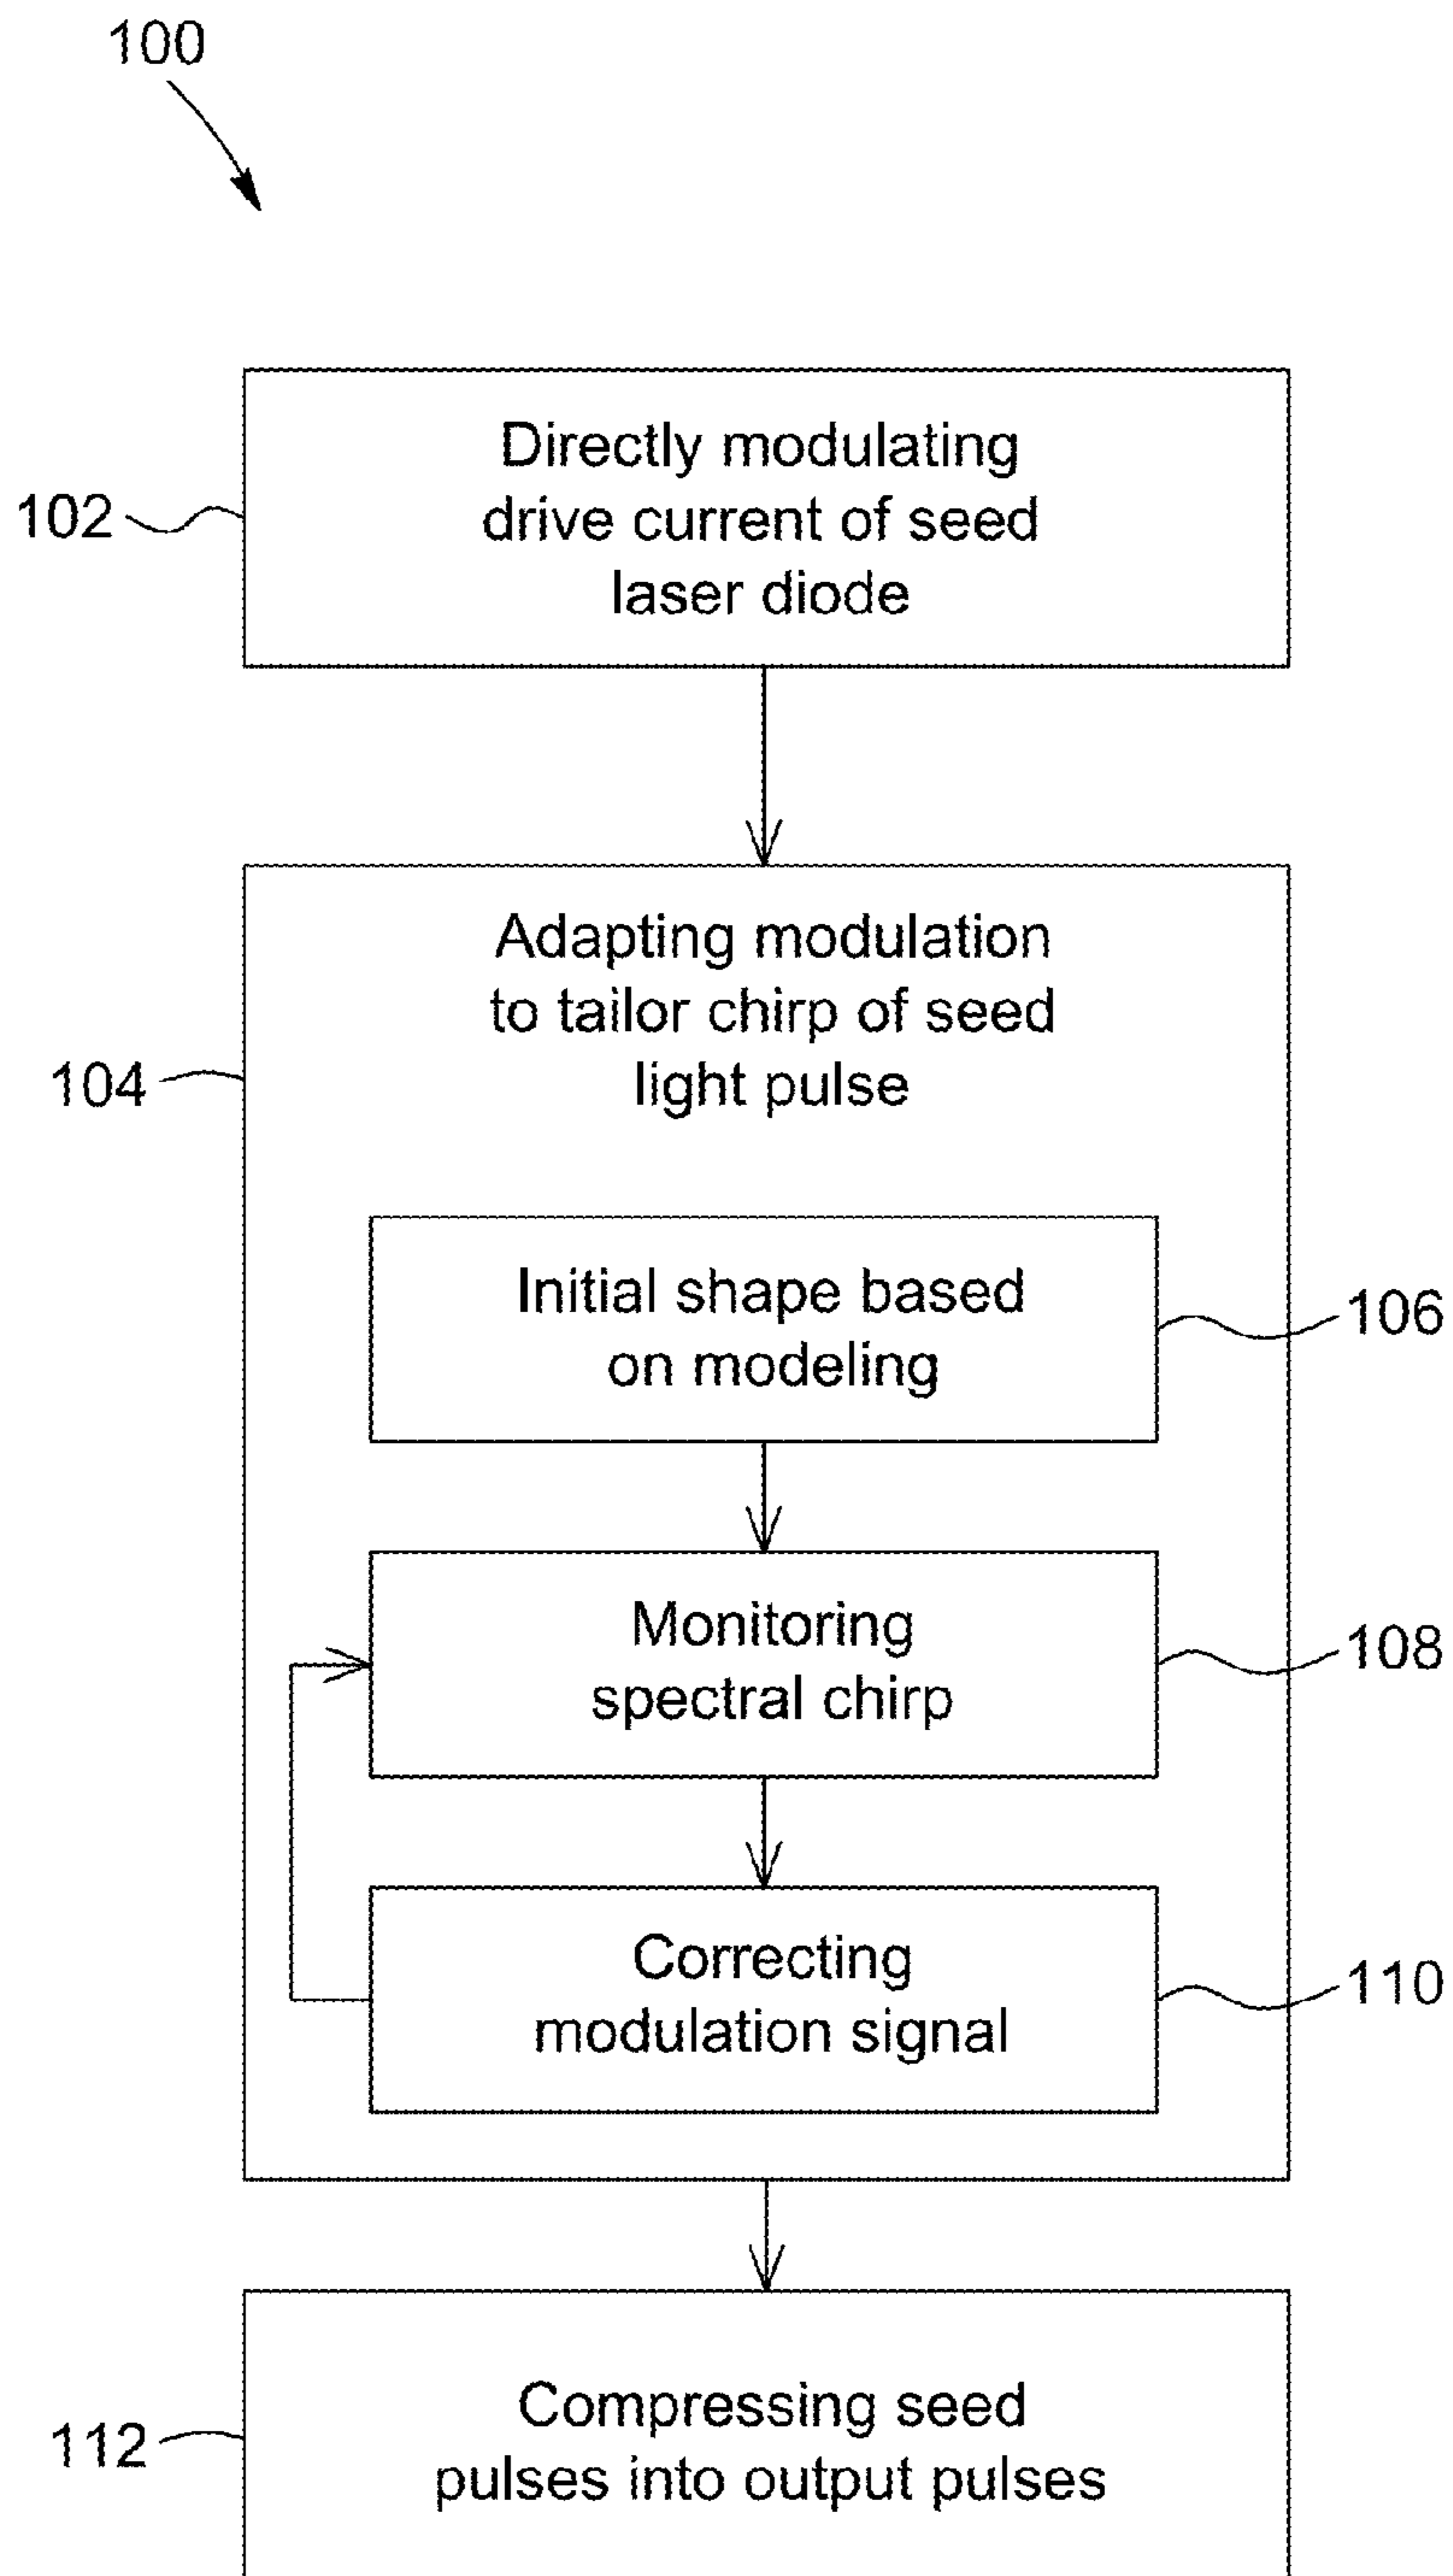 100
Directly modulating
102
drive current of seed
laser diode
Adapting modulation
to tailor chirp of seed
104
light pulse
Initial shape based
106
on modeling
Monitoring
108
spectral chirp
Correcting
110
modulation signal
Compressing seed
112
pulses into output pulses